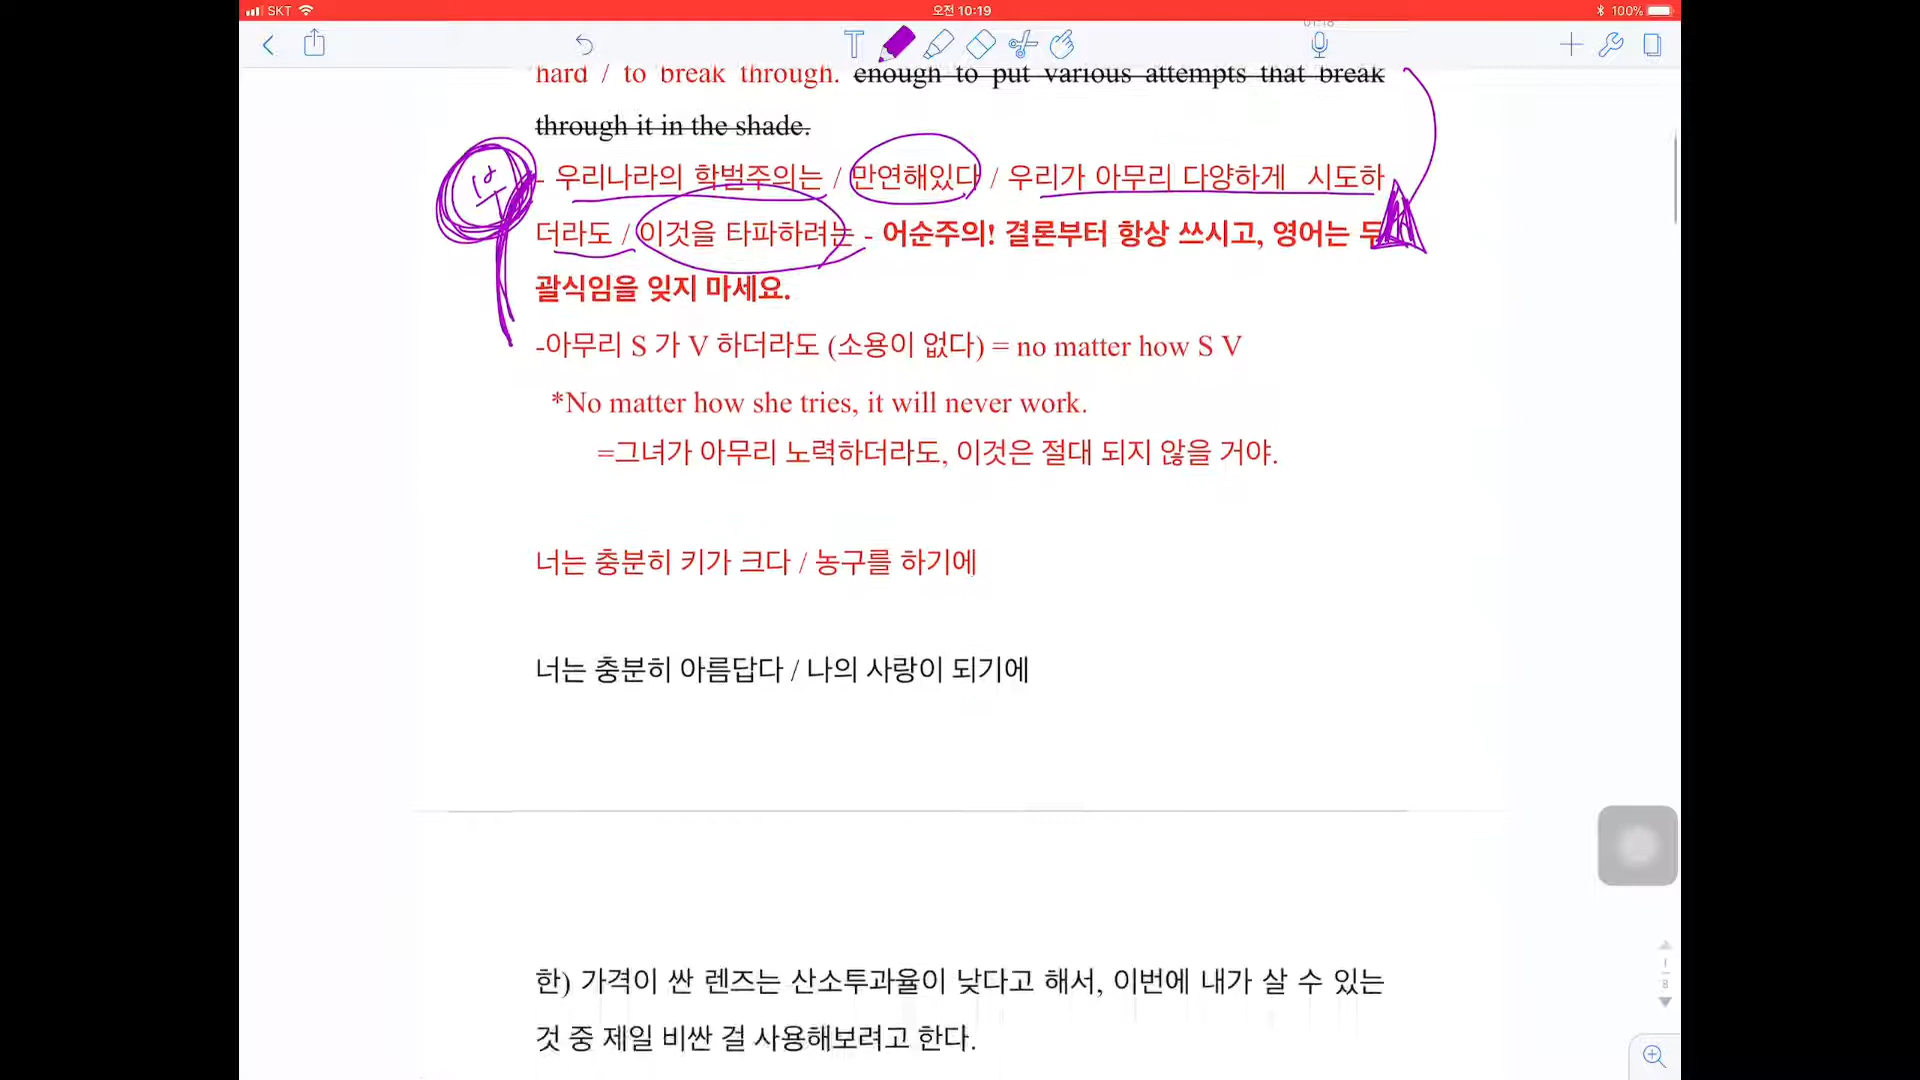 SKT
오전 10:19
100%
01:18
hard / to break through. enough to put various attempts that break
through it in the shade.
- 우리나라의 학벌주의는 / 만연해있다 / 우리가 아무리 다양하게 시도하
더라도 / 이것을 타파하려는 - 어순주의! 결론부터 항상 쓰시고, 영어는 두
괄식임을 잊지 마세요.
-아무리 S 가 V 하더라도 (소용이 없다) = no matter how S V
*No matter how she tries, it will never work.
=그녀가 아무리 노력하더라도, 이것은 절대 되지 않을 거야.
너는 충분히 키가 크다 / 농구를 하기에
너는 충분히 아름답다 / 나의 사랑이 되기에
한) 가격이 싼 렌즈는 산소투과율이 낮다고 해서, 이번에 내가 살 수 있는
것 중 제일 비싼 걸 사용해보려고 한다.